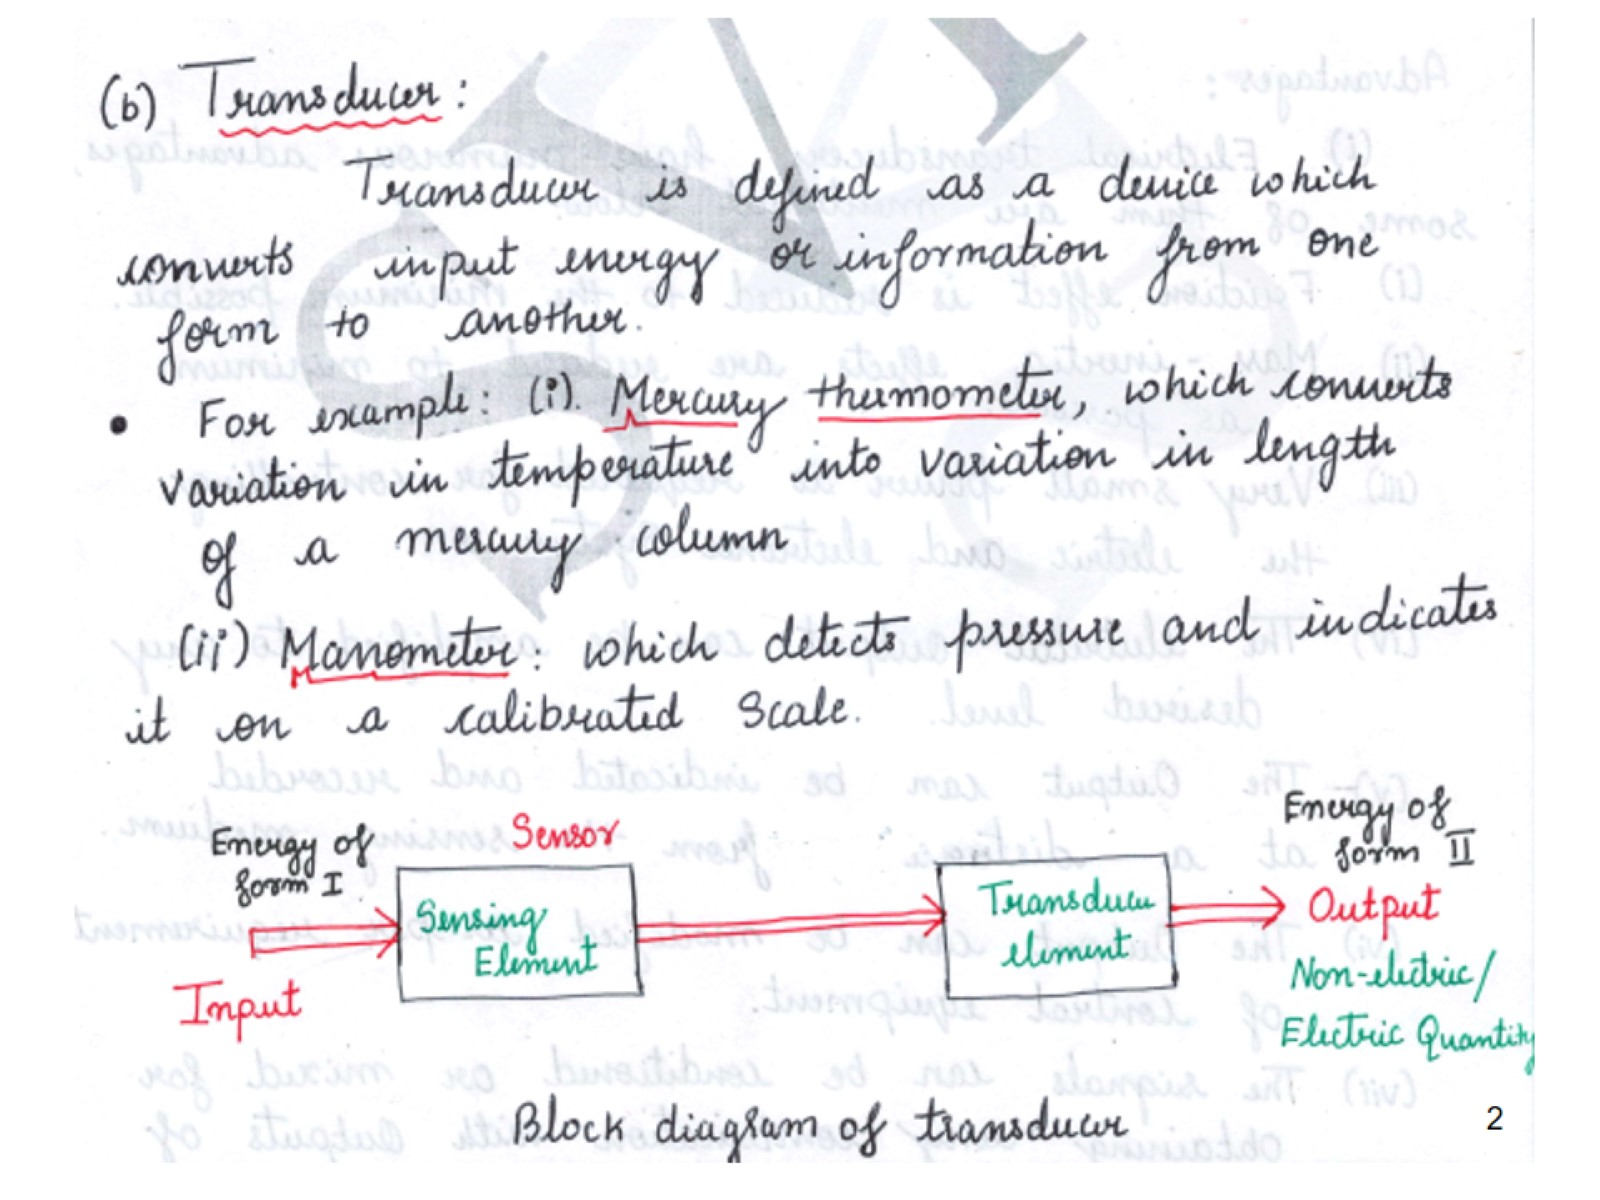 (b) Transducer :
Transducer is defined as a device which
converts input energy or information from one
form to another.
• For example: (i). Mercury thermometer, which converts
variation in temperature into variation in length
of a mercury column
(ii) Manometer: which detects pressure and indicates
it on a calibrated Scale.
Energy of
form I
Input
Sensor
Sensing
Element
Transducer
element
Energy of
form II
Output
Non-electric/
Electric Quantity
Block diagram of transducer
2